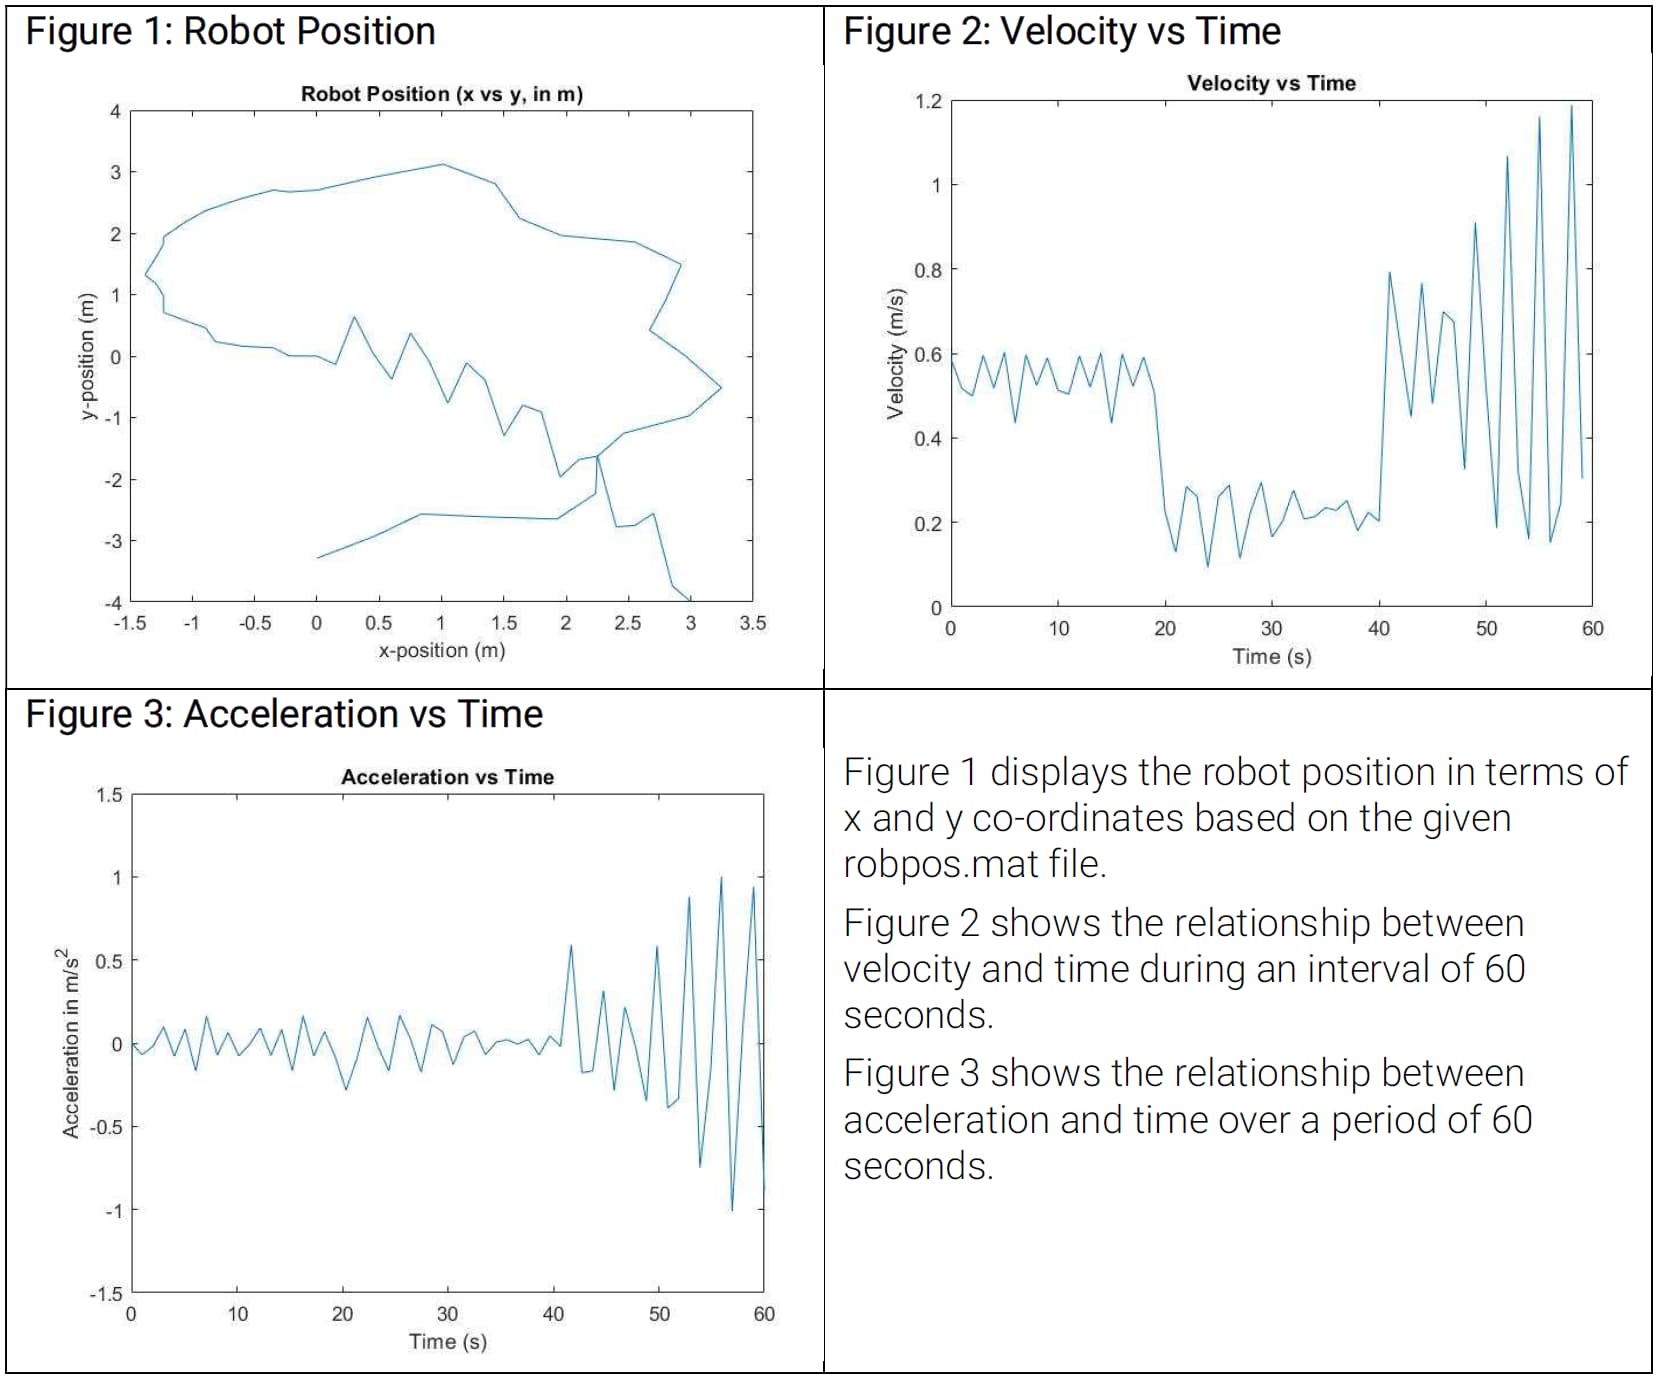 Figure 1: Robot Position
Robot Position (x vs y, in m)
4
3
2
1
0
-1
-2
-3
-4
y-position (m)
-1.5 -1 -0.5 0 0.5 1 1.5 2 2.5 3 3.5
x-position (m)
Figure 2: Velocity vs Time
Velocity vs Time
1.2
1
0.8
0.6
0.4
0.2
0
Velocity (m/s)
0 10 20 30 40 50 60
Time (s)
Figure 3: Acceleration vs Time
Acceleration vs Time
1.5
1
0.5
0
-0.5
-1
-1.5
Acceleration in m/s²
0 10 20 30 40 50 60
Time (s)
Figure 1 displays the robot position in terms of
x and y co-ordinates based on the given
robpos.mat file.
Figure 2 shows the relationship between
velocity and time during an interval of 60
seconds.
Figure 3 shows the relationship between
acceleration and time over a period of 60
seconds.